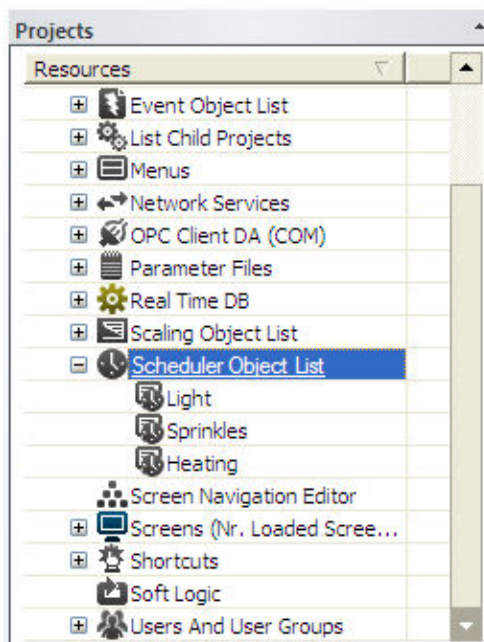 Projects
Resources
Event Object List
List Child Projects
Menus
Network Services
OPC Client DA (COM)
Parameter Files
Real Time DB
Scaling Object List
Scheduler Object List
Light
Sprinkles
Heating
Screen Navigation Editor
Screens (Nr. Loaded Scree...
Shortcuts
Soft Logic
Users And User Groups